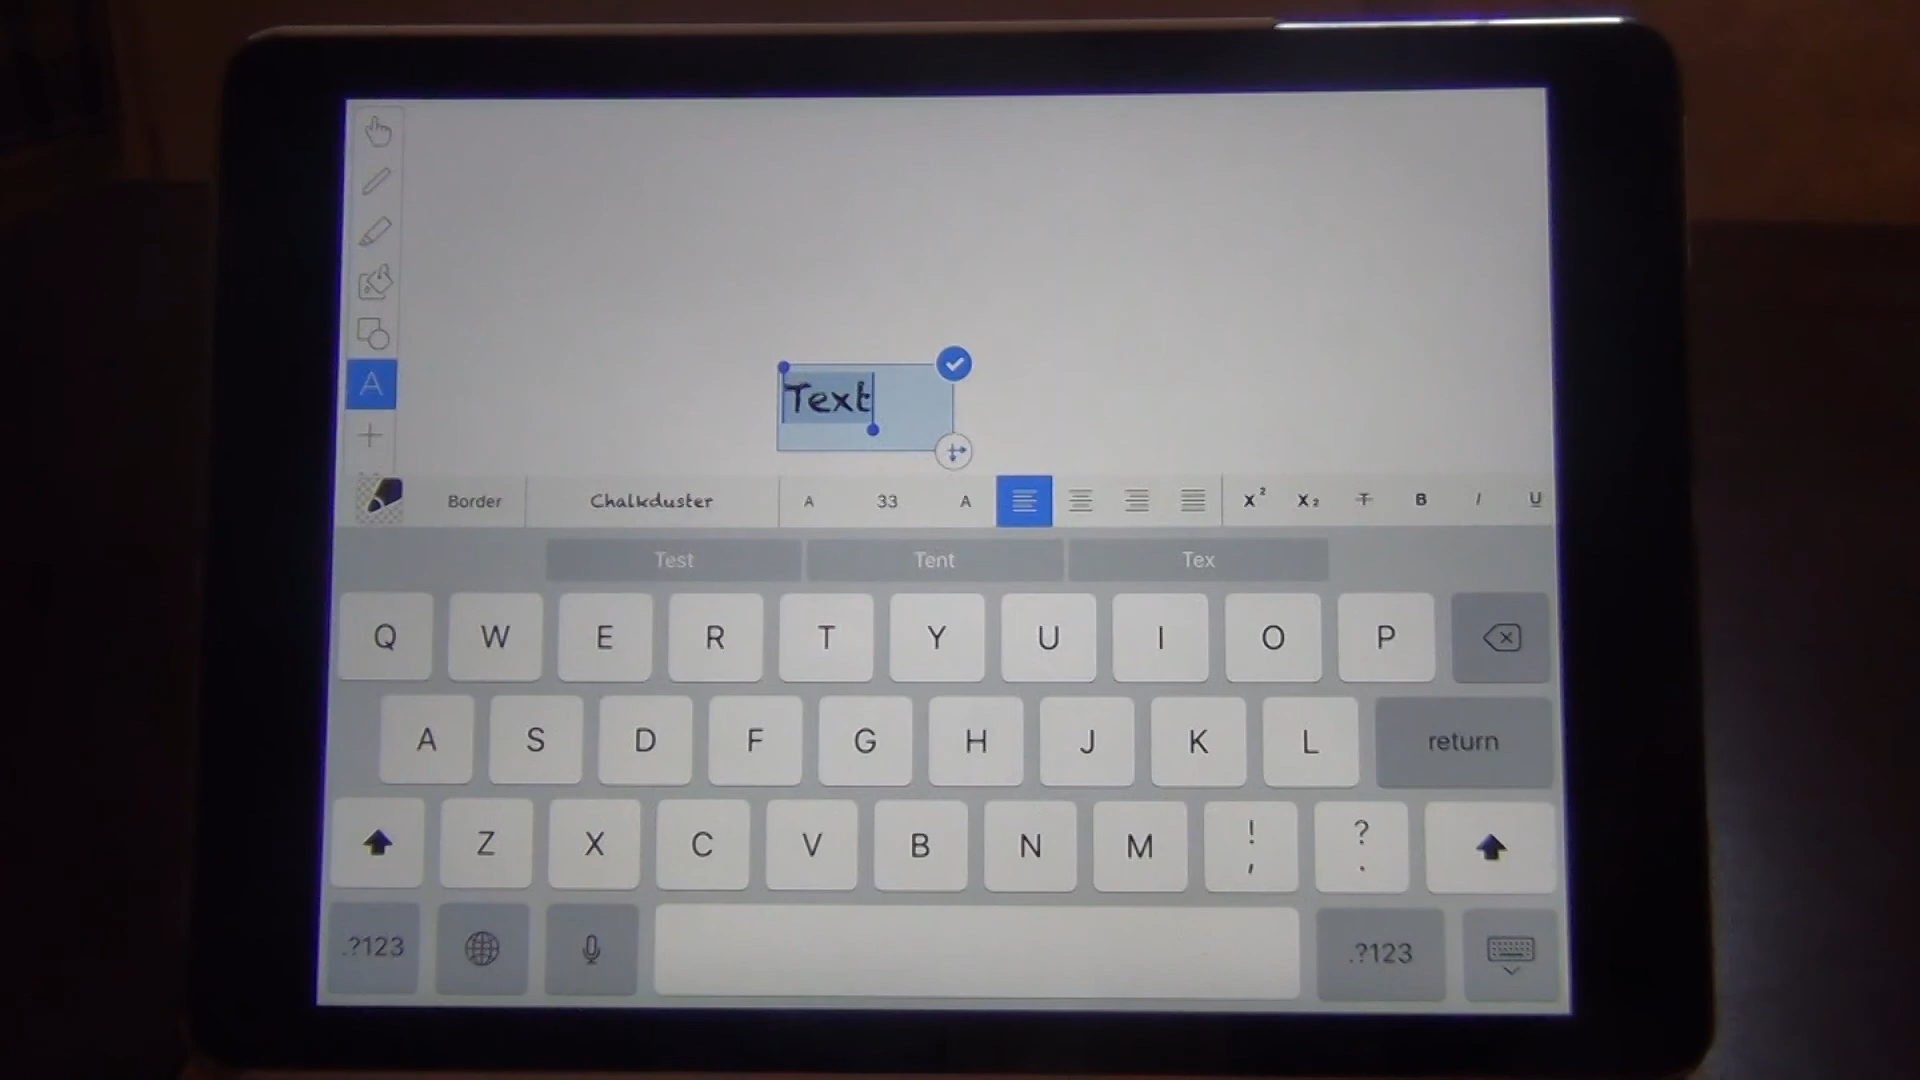 A
Text
Border Chalkduster A 33 A X² X₂ T B I U
Test Tent Tex
Q W E R T Y U I O P
A S D F G H J K L return
Z X C V B N M ! , ? .
.?123 .?123